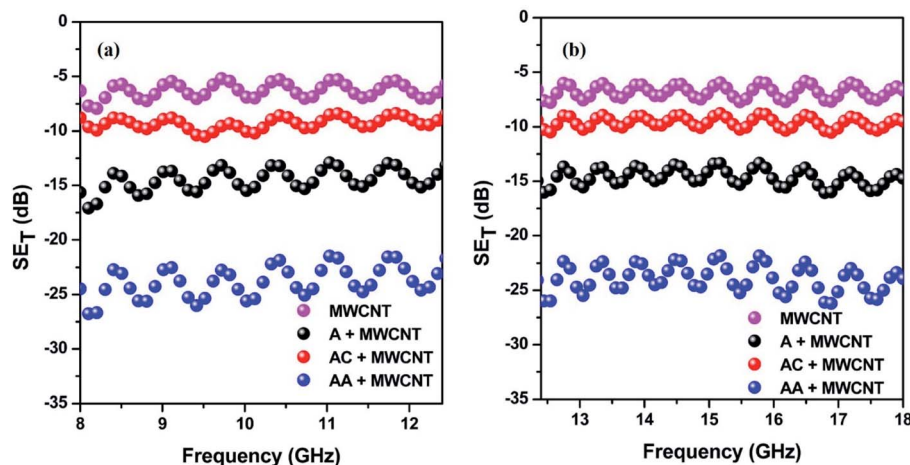 (a)
SE_T (dB)
0
-5
-10
-15
-20
-25
-30
-35
8 9 10 11 12
Frequency (GHz)
MWCNT
A + MWCNT
AC + MWCNT
AA + MWCNT
(b)
SE_T (dB)
0
-5
-10
-15
-20
-25
-30
-35
13 14 15 16 17 18
Frequency (GHz)
MWCNT
A + MWCNT
AC + MWCNT
AA + MWCNT